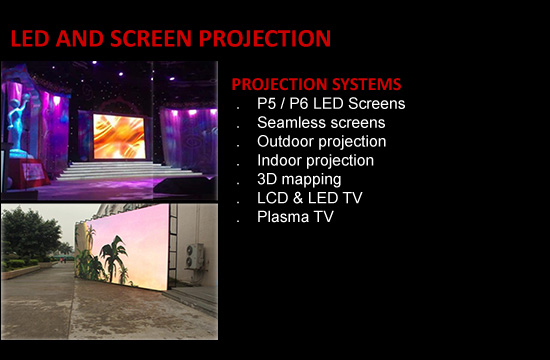 LED AND SCREEN PROJECTION
PROJECTION SYSTEMS
. P5 / P6 LED Screens
. Seamless screens
. Outdoor projection
. Indoor projection
. 3D mapping
. LCD & LED TV
. Plasma TV